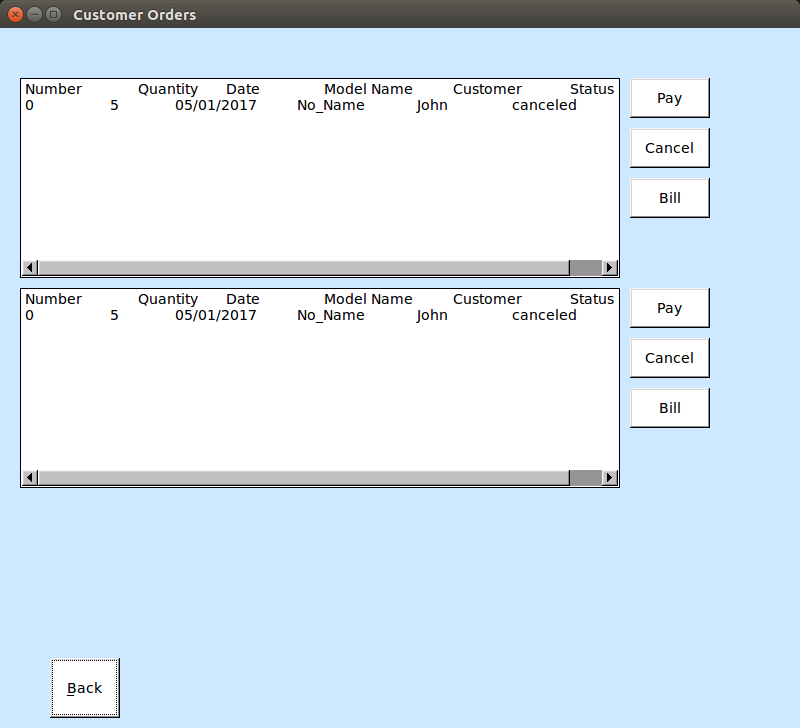 Customer Orders
Number Quantity Date Model Name Customer Status
0 5 05/01/2017 No_Name John canceled
Pay
Cancel
Bill
Number Quantity Date Model Name Customer Status
0 5 05/01/2017 No_Name John canceled
Pay
Cancel
Bill
Back